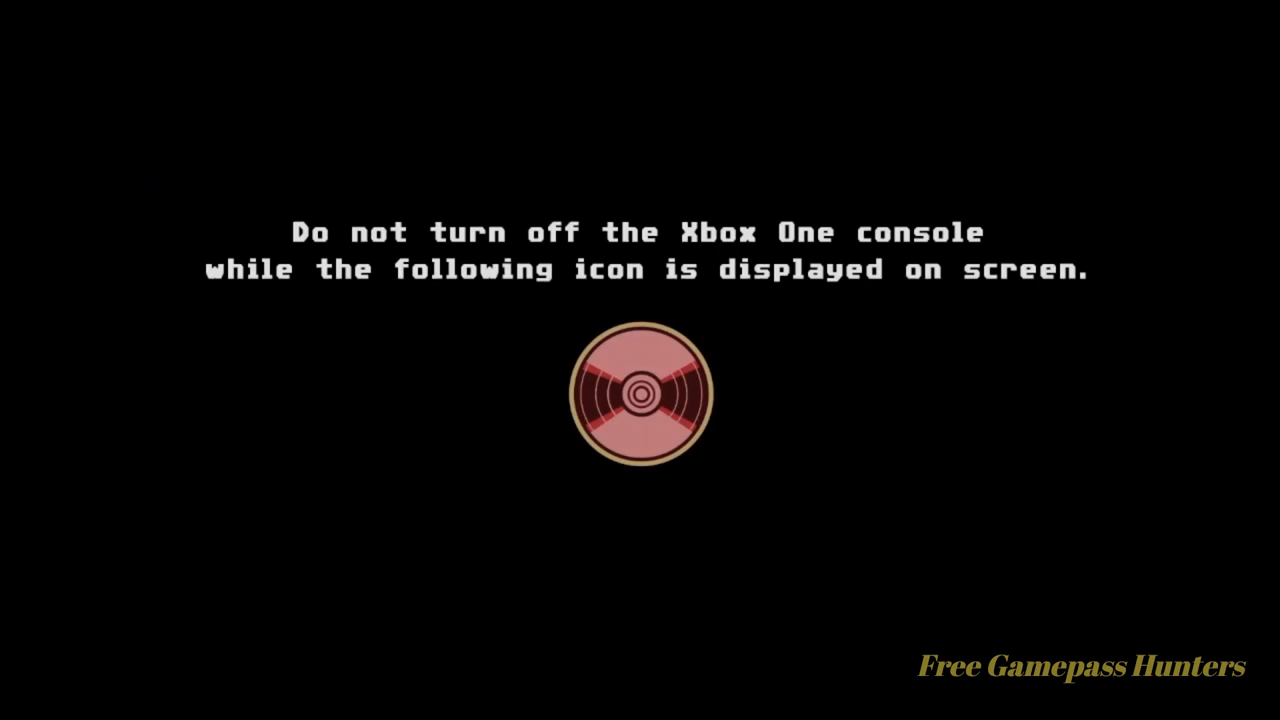 Do not turn off the Xbox One console
while the following icon is displayed on screen.
Free Gamepass Hunters